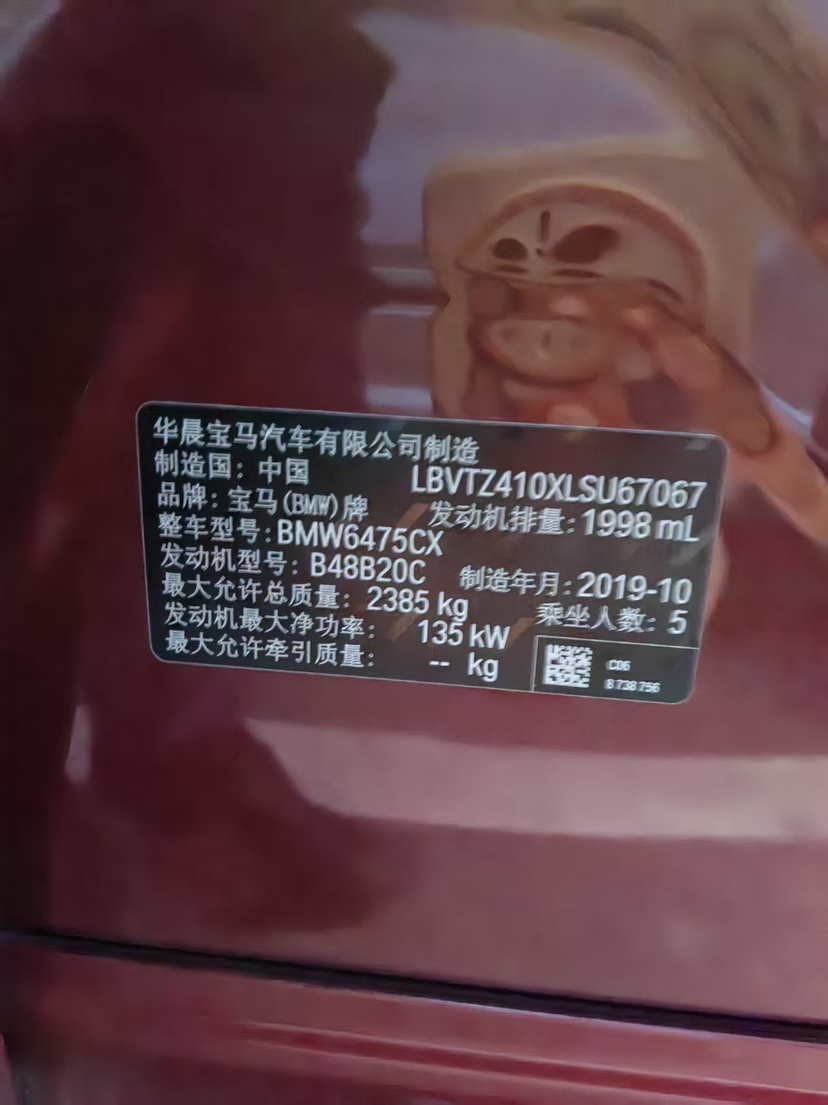 华晨宝马汽车有限公司制造
制造国：中国 LBVTZ410XLSU67067
品牌：宝马(BMW)牌 发动机排量：1998 mL
整车型号：BMW6475CX
发动机型号：B48B20C 制造年月：2019-10
最大允许总质量：2385 kg 乘坐人数：5
发动机最大净功率：135 kW
最大允许牵引质量：-- kg
C06
8738756